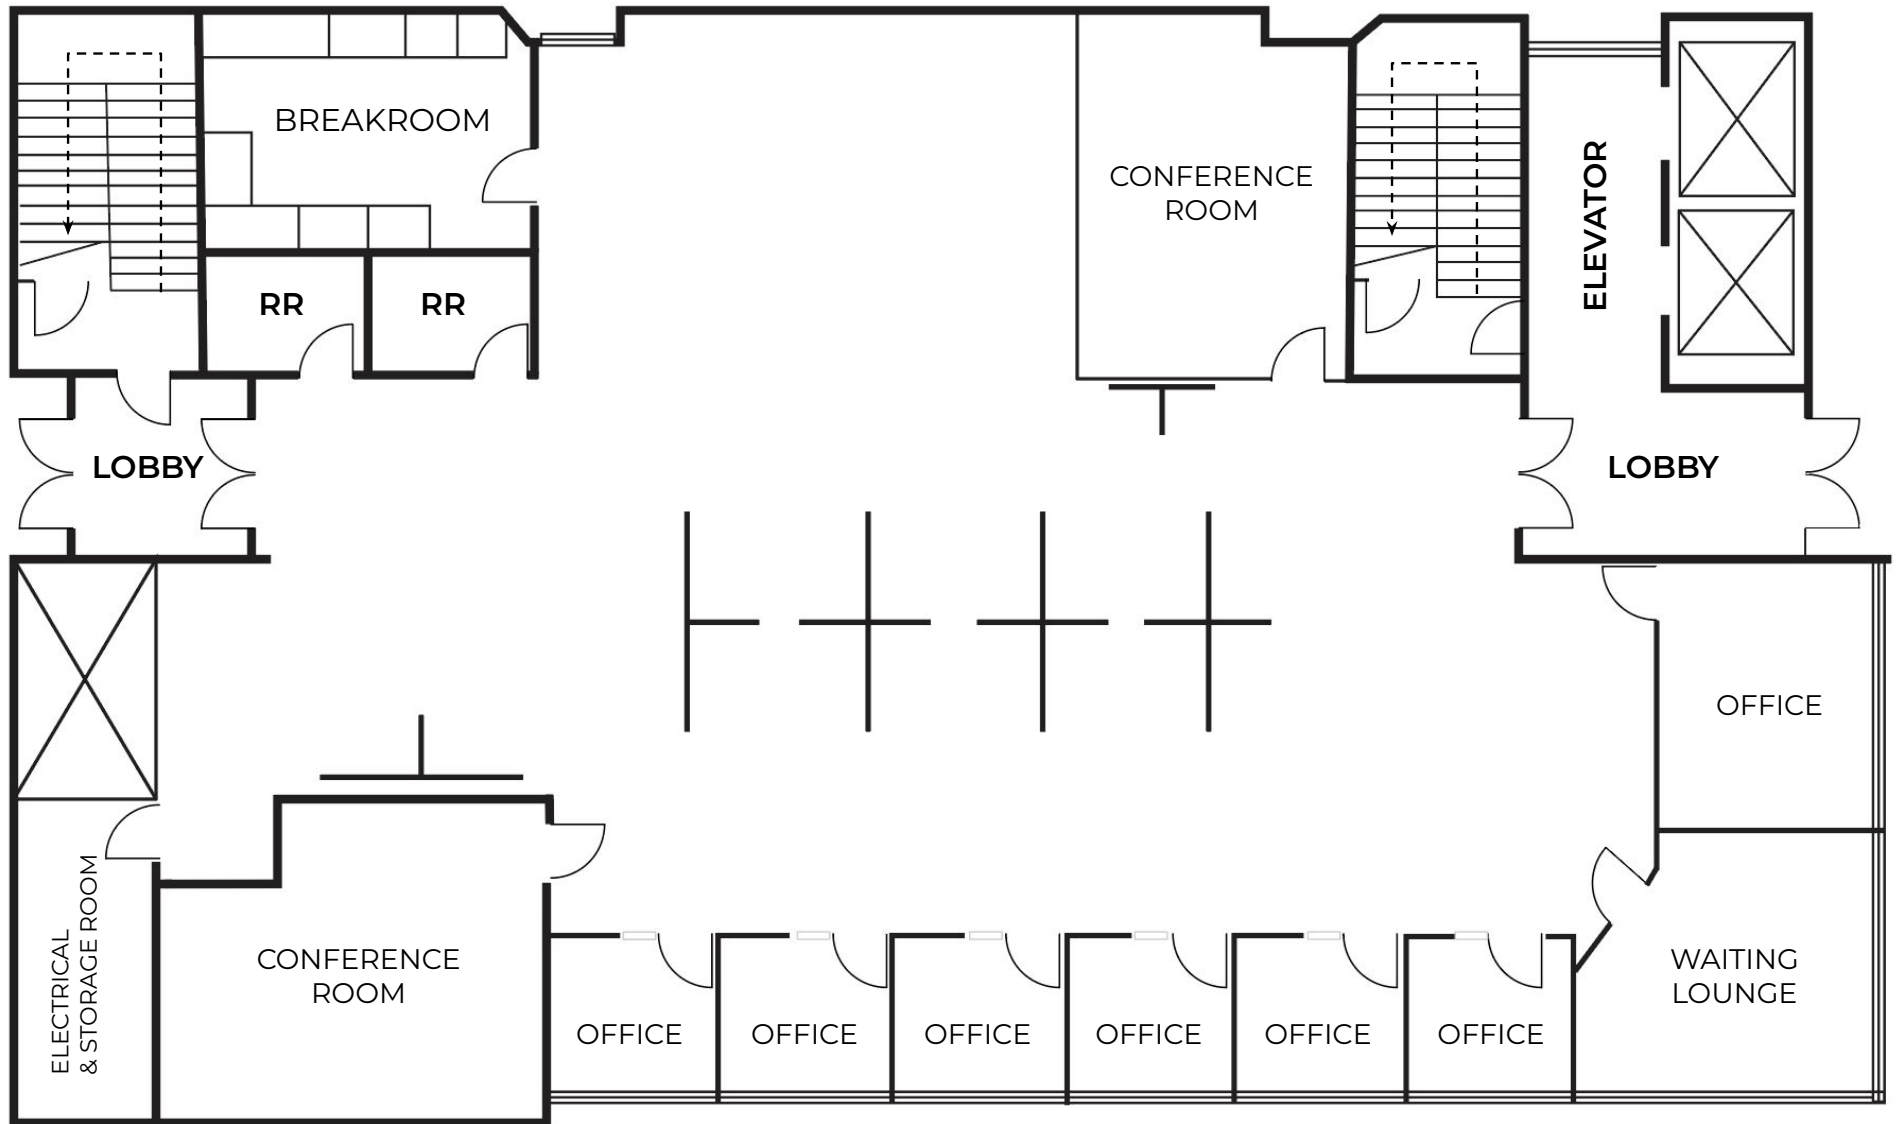 BREAKROOM
CONFERENCE
ROOM
ELEVATOR
RR
RR
LOBBY
LOBBY
OFFICE
ELECTRICAL
& STORAGE ROOM
CONFERENCE
ROOM
WAITING
LOUNGE
OFFICE
OFFICE
OFFICE
OFFICE
OFFICE
OFFICE